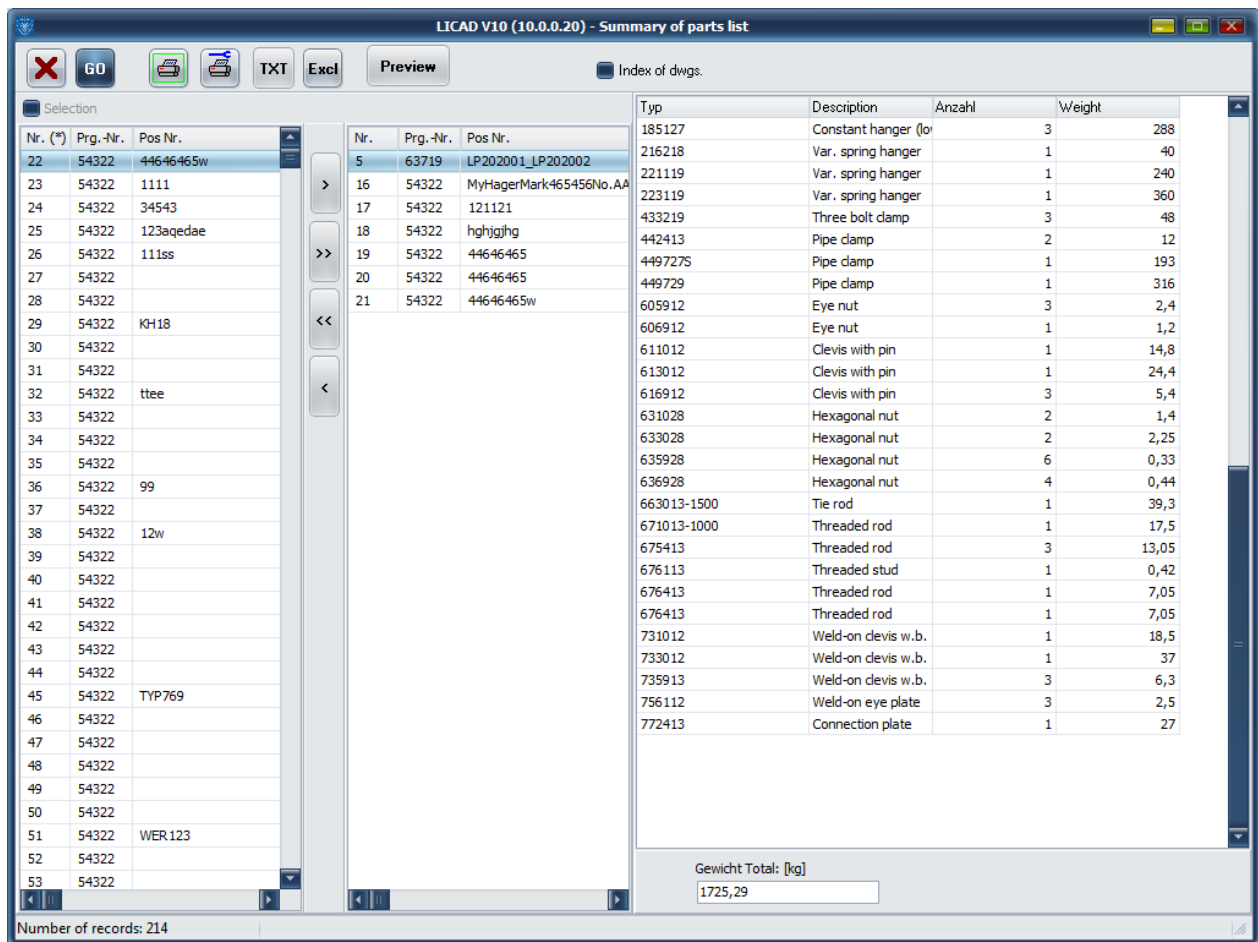 LICAD V10 (10.0.0.20) - Summary of parts list
GO TXT Excl Preview Index of dwgs.
Selection
Nr. (*) Prg.-Nr. Pos Nr.
22 54322 44646465w
23 54322 1111
24 54322 34543
25 54322 123aqedae
26 54322 111ss
27 54322
28 54322
29 54322 KH18
30 54322
31 54322
32 54322 ttee
33 54322
34 54322
35 54322
36 54322 99
37 54322
38 54322 12w
39 54322
40 54322
41 54322
42 54322
43 54322
44 54322
45 54322 TYP769
46 54322
47 54322
48 54322
49 54322
50 54322
51 54322 WER123
52 54322
53 54322
>
>>
<<
<
Nr. Prg.-Nr. Pos Nr.
5 63719 LP202001_LP202002
16 54322 MyHagerMark465456No.AA
17 54322 121121
18 54322 hghjgjhg
19 54322 44646465
20 54322 44646465
21 54322 44646465w
Typ Description Anzahl Weight
185127 Constant hanger (lo 3 288
216218 Var. spring hanger 1 40
221119 Var. spring hanger 1 240
223119 Var. spring hanger 1 360
433219 Three bolt clamp 3 48
442413 Pipe clamp 2 12
449727S Pipe clamp 1 193
449729 Pipe clamp 1 316
605912 Eye nut 3 2,4
606912 Eye nut 1 1,2
611012 Clevis with pin 1 14,8
613012 Clevis with pin 1 24,4
616912 Clevis with pin 3 5,4
631028 Hexagonal nut 2 1,4
633028 Hexagonal nut 2 2,25
635928 Hexagonal nut 6 0,33
636928 Hexagonal nut 4 0,44
663013-1500 Tie rod 1 39,3
671013-1000 Threaded rod 1 17,5
675413 Threaded rod 3 13,05
676113 Threaded stud 1 0,42
676413 Threaded rod 1 7,05
676413 Threaded rod 1 7,05
731012 Weld-on clevis w.b. 1 18,5
733012 Weld-on clevis w.b. 1 37
735913 Weld-on clevis w.b. 3 6,3
756112 Weld-on eye plate 3 2,5
772413 Connection plate 1 27
Gewicht Total: [kg]
1725,29
Number of records: 214